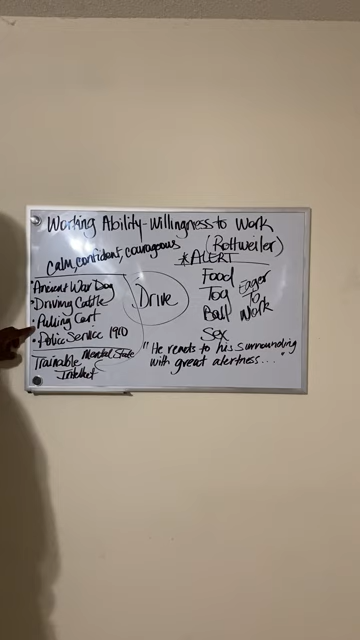 Working Ability-Willingness to Work
(Rottweiler)
calm, confident, courageous
*ALERT
• Ancient War Dog
• Driving Cattle
• Pulling Cart
• Police Service 1910
Mental State
Trainable
Intellect
Drive
Food
Toy
Ball
Sex
Eager
To
Work
"He reacts to his surrounding
with great alertness..."